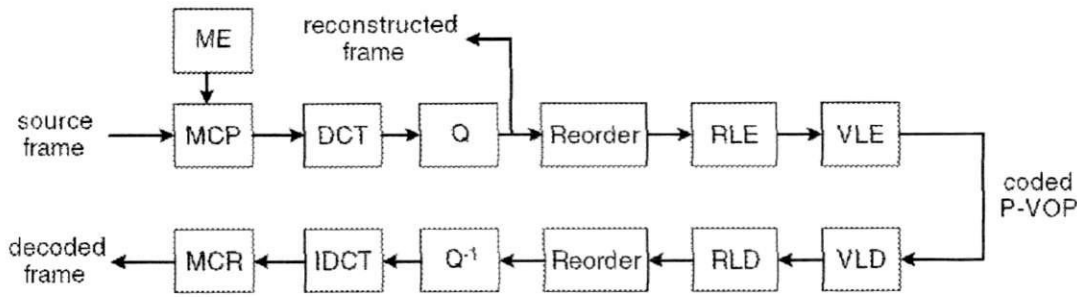 ME
reconstructed
frame
source
frame
MCP
DCT
Q
Reorder
RLE
VLE
coded
P-VOP
decoded
frame
MCR
IDCT
Q-1
Reorder
RLD
VLD